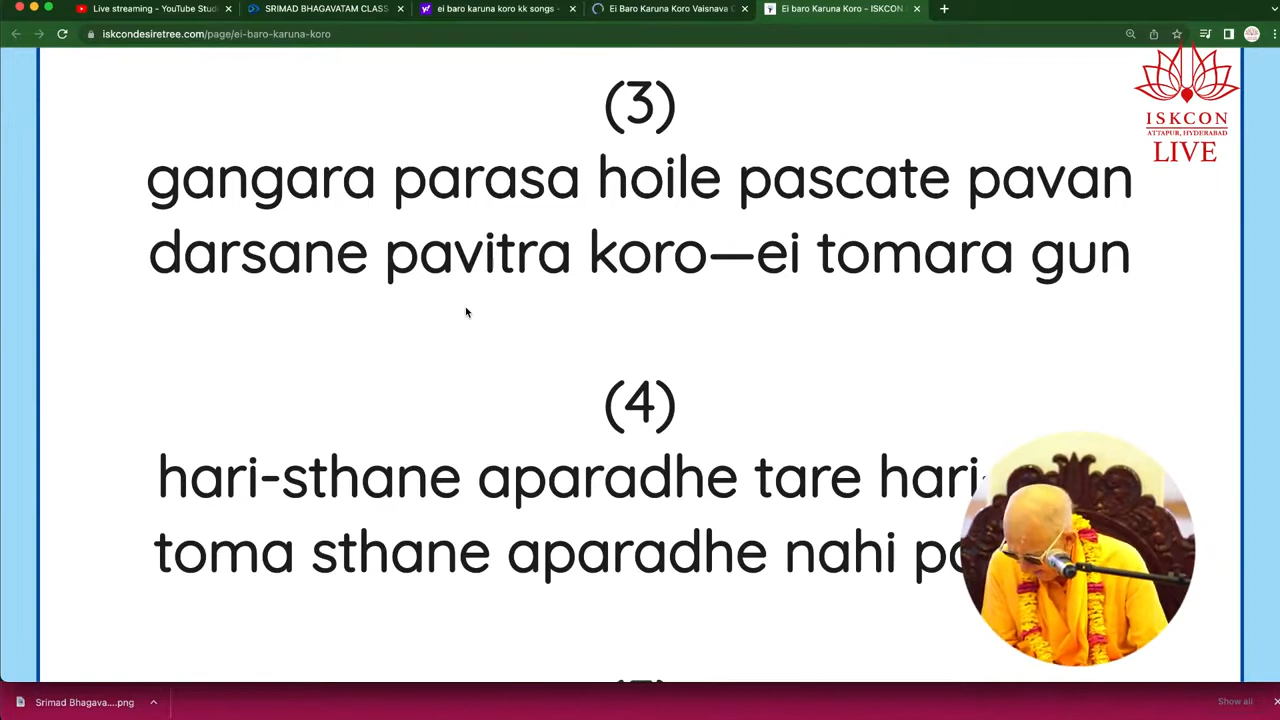 Live streaming - YouTube Stud
SRIMAD BHAGAVATAM CLASS
ei baro karuna koro kk songs -
Ei Baro Karuna Koro Vaisnava
Ei baro Karuna Koro – ISKCON
iskcondesiretree.com/page/ei-baro-karuna-koro
ISKCON
ATTAPUR, HYDERABAD
LIVE
(3)
gangara parasa hoile pascate pavan
darsane pavitra koro—ei tomara gun
(4)
hari-sthane aparadhe tare hari-
toma sthane aparadhe nahi
Srimad Bhagava....png
Show all